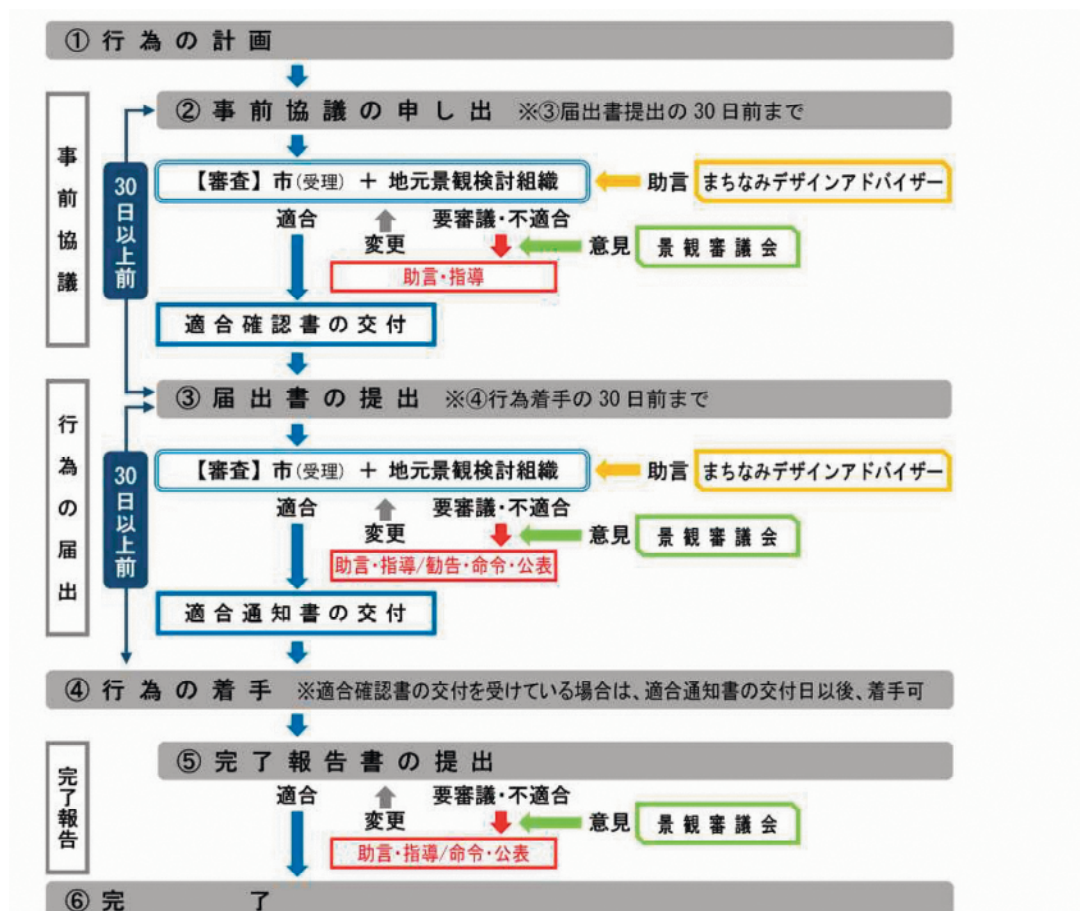 ①行為の計画
事前協議
30日以上前
②事前協議の申し出 ※③届出書提出の30日前まで
【審査】市(受理) + 地元景観検討組織
助言
まちなみデザインアドバイザー
適合
変更
要審議・不適合
意見
景観審議会
助言・指導
適合確認書の交付
行為の届出
30日以上前
③届出書の提出 ※④行為着手の30日前まで
【審査】市(受理) + 地元景観検討組織
助言
まちなみデザインアドバイザー
適合
変更
要審議・不適合
意見
景観審議会
助言・指導/勧告・命令・公表
適合通知書の交付
④行為の着手 ※適合確認書の交付を受けている場合は、適合通知書の交付日以後、着手可
完了報告
⑤完了報告書の提出
適合
変更
要審議・不適合
意見
景観審議会
助言・指導/命令・公表
⑥完了